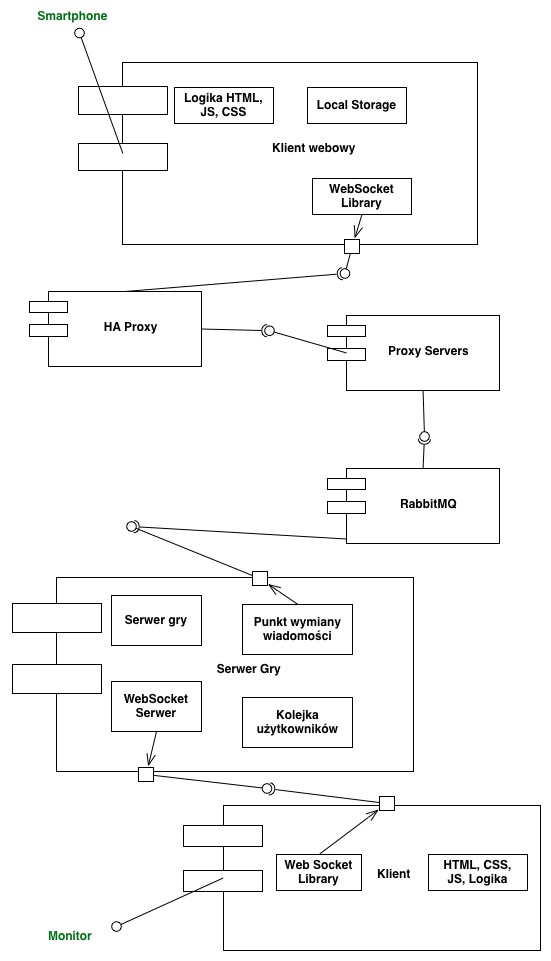 Smartphone
Logika HTML,
JS, CSS
Local Storage
Klient webowy
WebSocket
Library
HA Proxy
Proxy Servers
RabbitMQ
Serwer gry
Punkt wymiany
wiadomości
Serwer Gry
WebSocket
Serwer
Kolejka
użytkowników
Web Socket
Library
Klient
HTML, CSS,
JS, Logika
Monitor